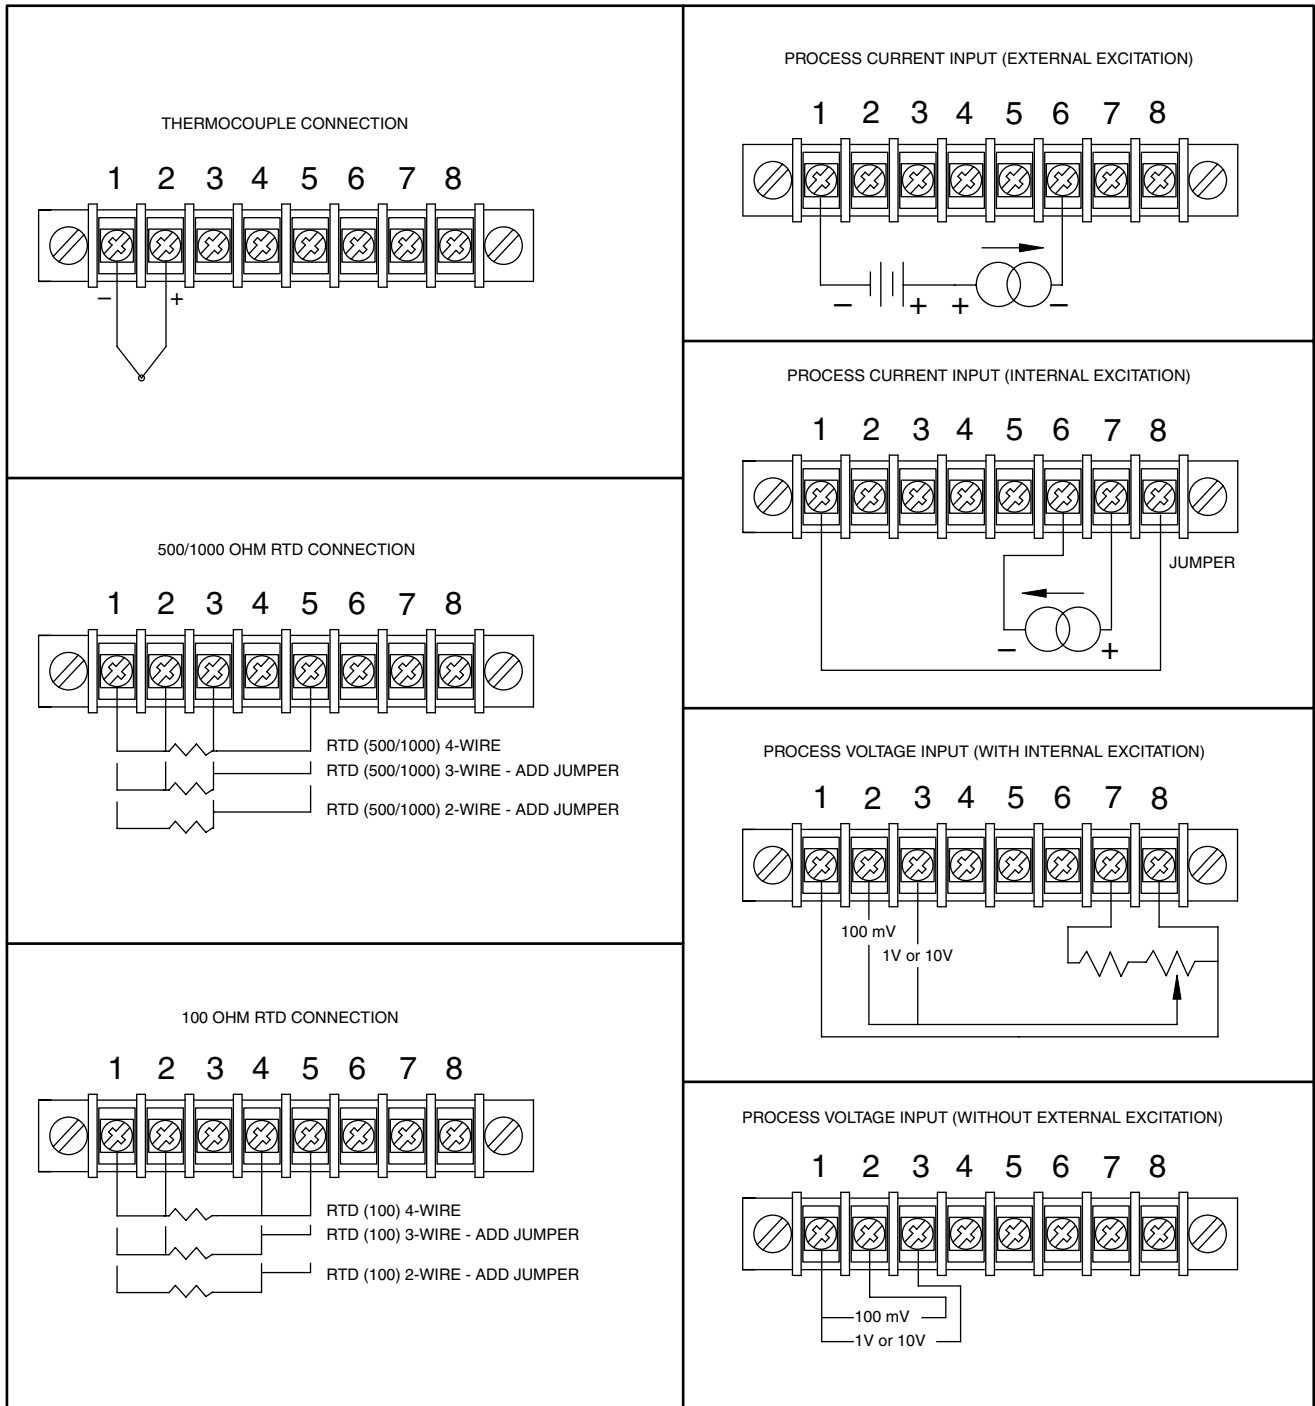 THERMOCOUPLE CONNECTION
1 2 3 4 5 6 7 8
– +
500/1000 OHM RTD CONNECTION
1 2 3 4 5 6 7 8
RTD (500/1000) 4-WIRE
RTD (500/1000) 3-WIRE - ADD JUMPER
RTD (500/1000) 2-WIRE - ADD JUMPER
100 OHM RTD CONNECTION
1 2 3 4 5 6 7 8
RTD (100) 4-WIRE
RTD (100) 3-WIRE - ADD JUMPER
RTD (100) 2-WIRE - ADD JUMPER
PROCESS CURRENT INPUT (EXTERNAL EXCITATION)
1 2 3 4 5 6 7 8
– + + –
PROCESS CURRENT INPUT (INTERNAL EXCITATION)
1 2 3 4 5 6 7 8
JUMPER
– +
PROCESS VOLTAGE INPUT (WITH INTERNAL EXCITATION)
1 2 3 4 5 6 7 8
100 mV
1V or 10V
PROCESS VOLTAGE INPUT (WITHOUT EXTERNAL EXCITATION)
1 2 3 4 5 6 7 8
100 mV
1V or 10V